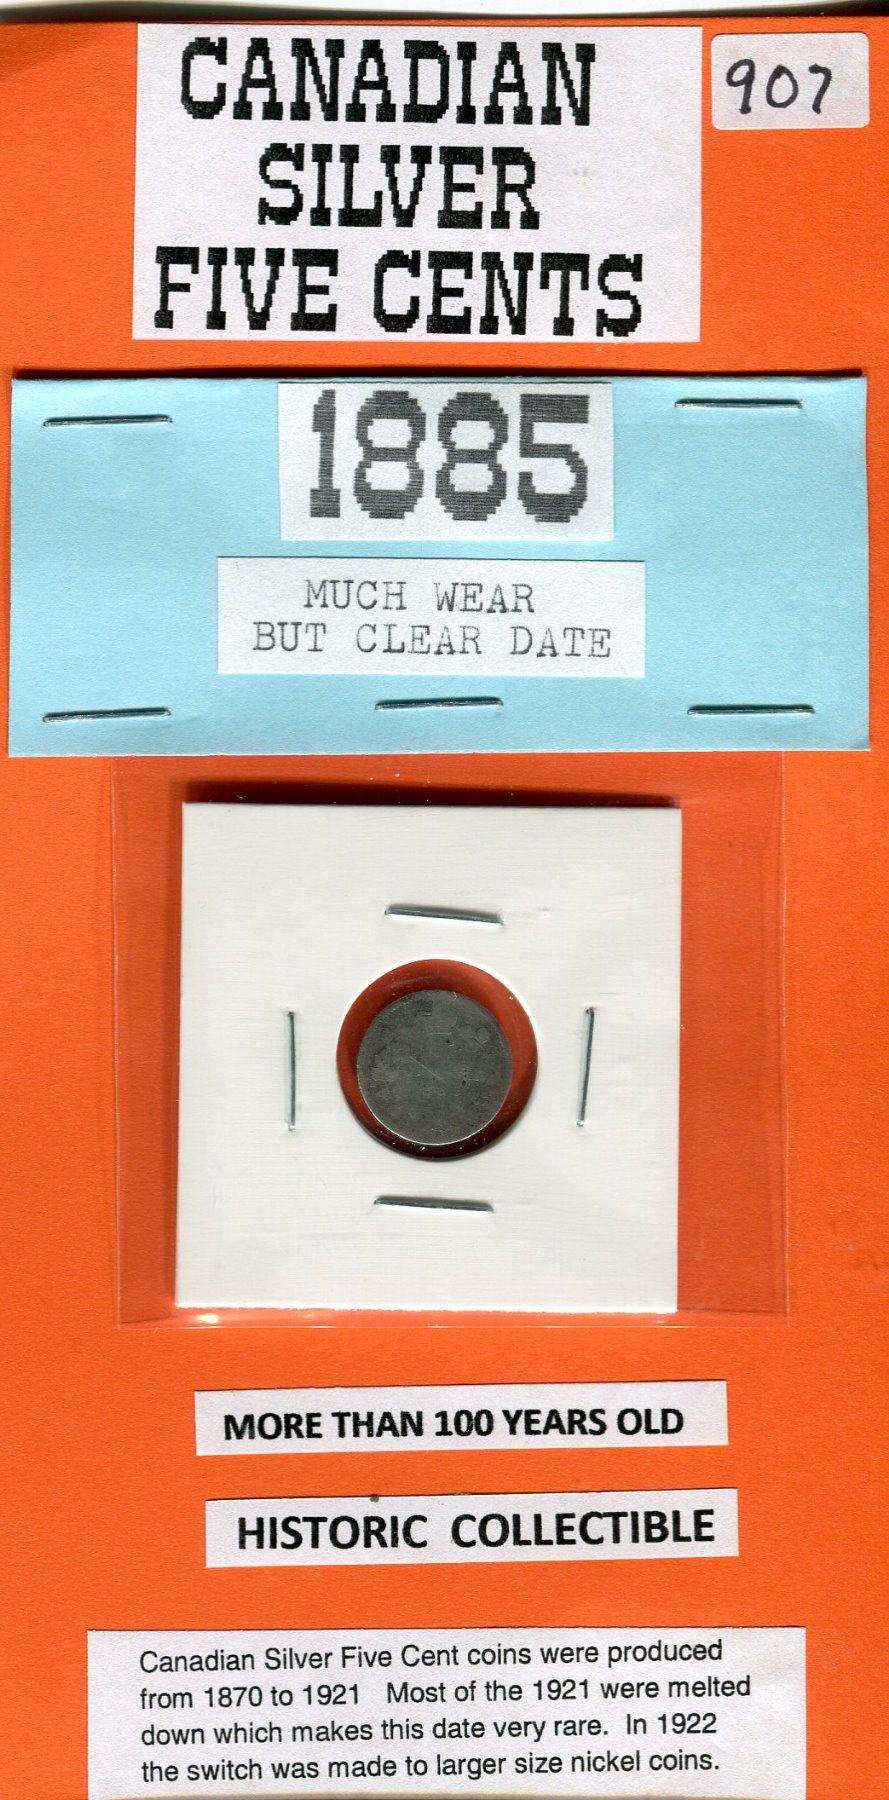 CANADIAN
SILVER
FIVE CENTS
907
1885
MUCH WEAR
BUT CLEAR DATE
MORE THAN 100 YEARS OLD
HISTORIC COLLECTIBLE
Canadian Silver Five Cent coins were produced
from 1870 to 1921 Most of the 1921 were melted
down which makes this date very rare. In 1922
the switch was made to larger size nickel coins.